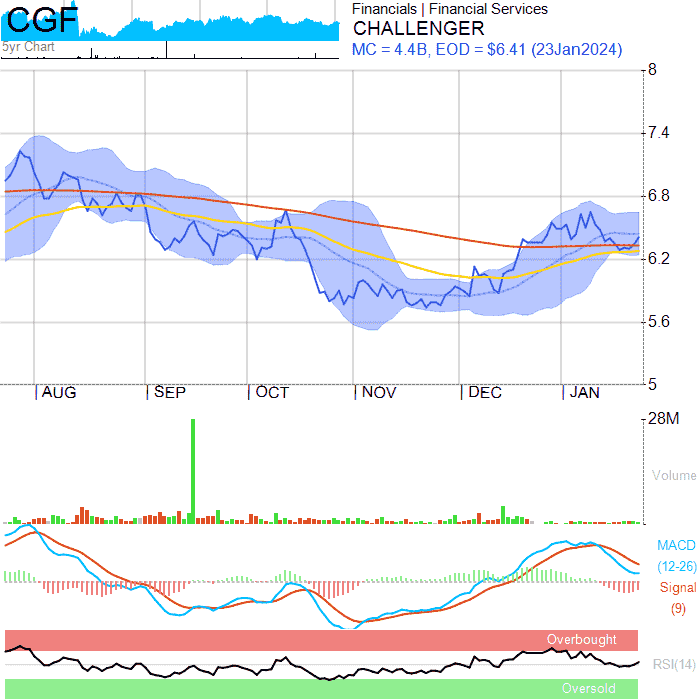 CGF
5yr Chart
Financials | Financial Services
CHALLENGER
MC = 4.4B, EOD = $6.41 (23Jan2024)
8
7.4
6.8
6.2
5.6
5
|AUG |SEP |OCT |NOV |DEC |JAN
28M
Volume
MACD
(12-26)
Signal
(9)
Overbought
RSI(14)
Oversold